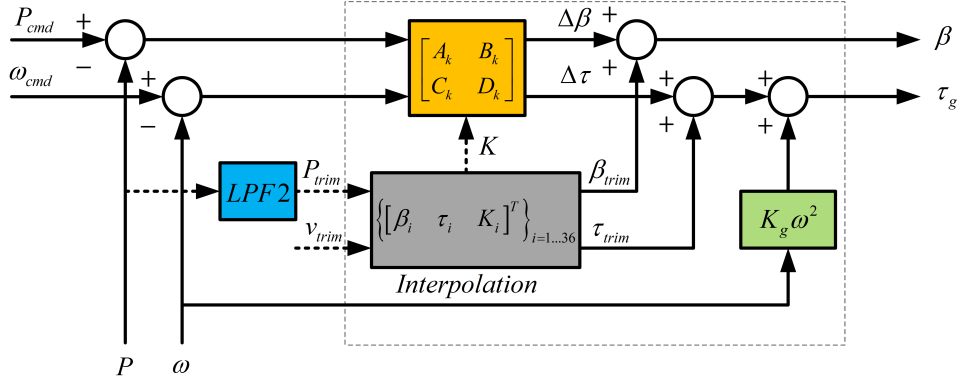 P_cmd + − Δβ + + β
[A_k B_k
C_k D_k]
ω_cmd + − Δτ + + + + τ_g
K
LPF2 P_trim β_trim
v_trim {[β_i τ_i K_i]^T}_{i=1...36} τ_trim K_g ω^2
Interpolation
P ω